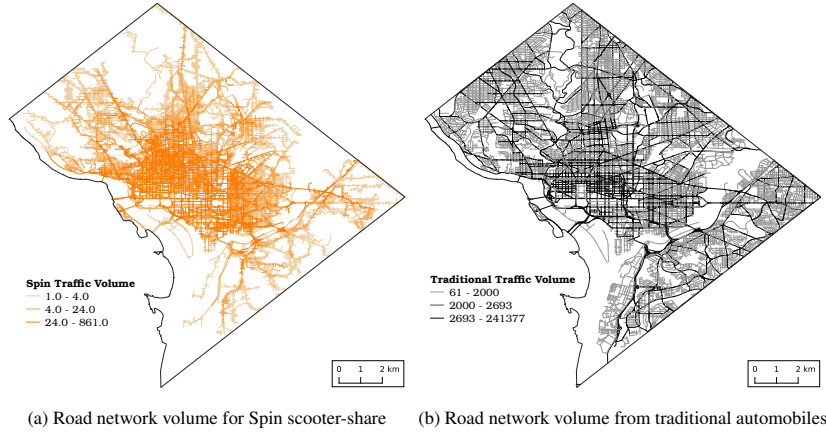 Spin Traffic Volume
1.0 - 4.0
4.0 - 24.0
24.0 - 861.0
0 1 2 km
(a) Road network volume for Spin scooter-share
Traditional Traffic Volume
61 - 2000
2000 - 2693
2693 - 241377
0 1 2 km
(b) Road network volume from traditional automobiles